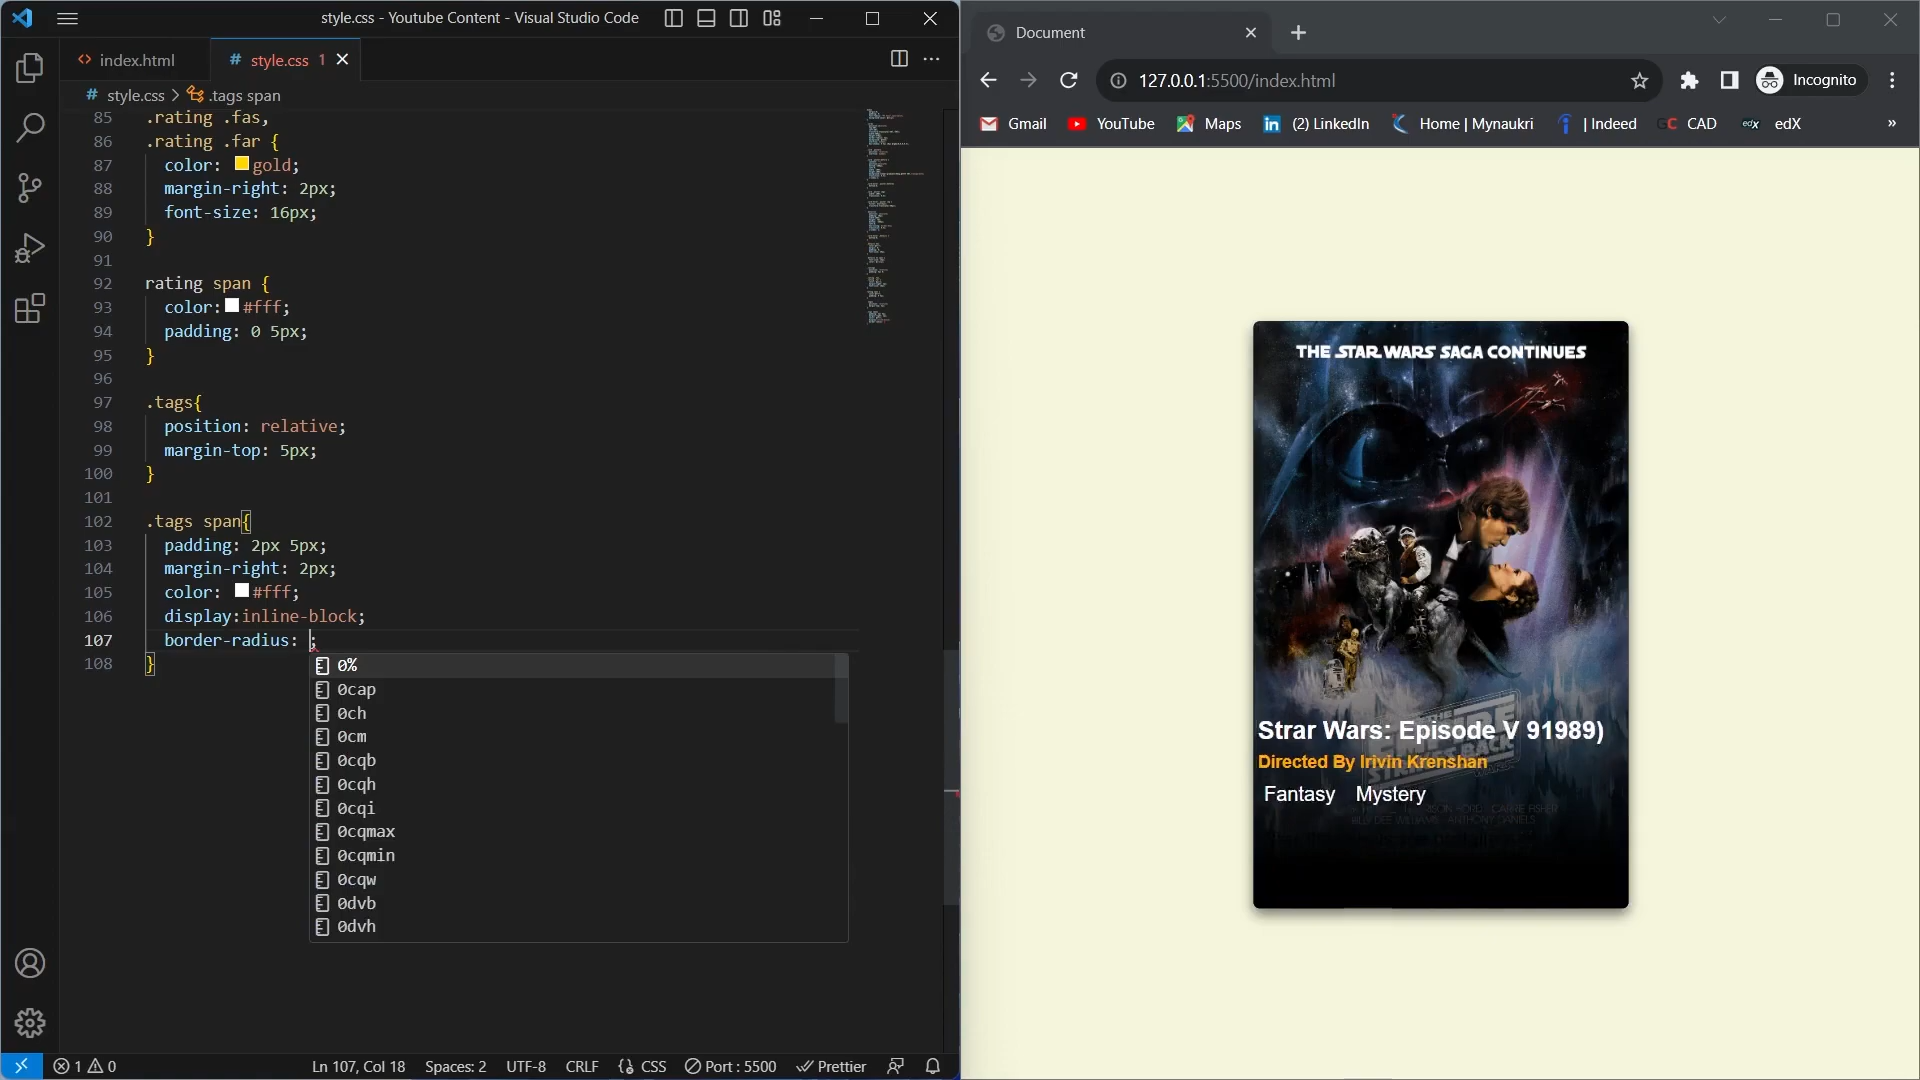 style.css - Youtube Content - Visual Studio Code
index.html
style.css 1
style.css > .tags span
85 .rating .fas,
86 .rating .far {
87 color: gold;
88 margin-right: 2px;
89 font-size: 16px;
90 }
91
92 rating span {
93 color: #fff;
94 padding: 0 5px;
95 }
96
97 .tags{
98 position: relative;
99 margin-top: 5px;
100 }
101
102 .tags span{
103 padding: 2px 5px;
104 margin-right: 2px;
105 color: #fff;
106 display:inline-block;
107 border-radius: ;
108 }
0%
0cap
0ch
0cm
0cqb
0cqh
0cqi
0cqmax
0cqmin
0cqw
0dvb
0dvh
1 0
Ln 107, Col 18
Spaces: 2
UTF-8
CRLF
{} CSS
Port : 5500
Prettier
Document
127.0.0.1:5500/index.html
Incognito
Gmail
YouTube
Maps
(2) LinkedIn
Home | Mynaukri
| Indeed
CAD
edX
»
THE STAR WARS SAGA CONTINUES
Strar Wars: Episode V 91989)
Directed By Irivin Krenshan
Fantasy Mystery
THE
EMPIRE
STRIKES BACK